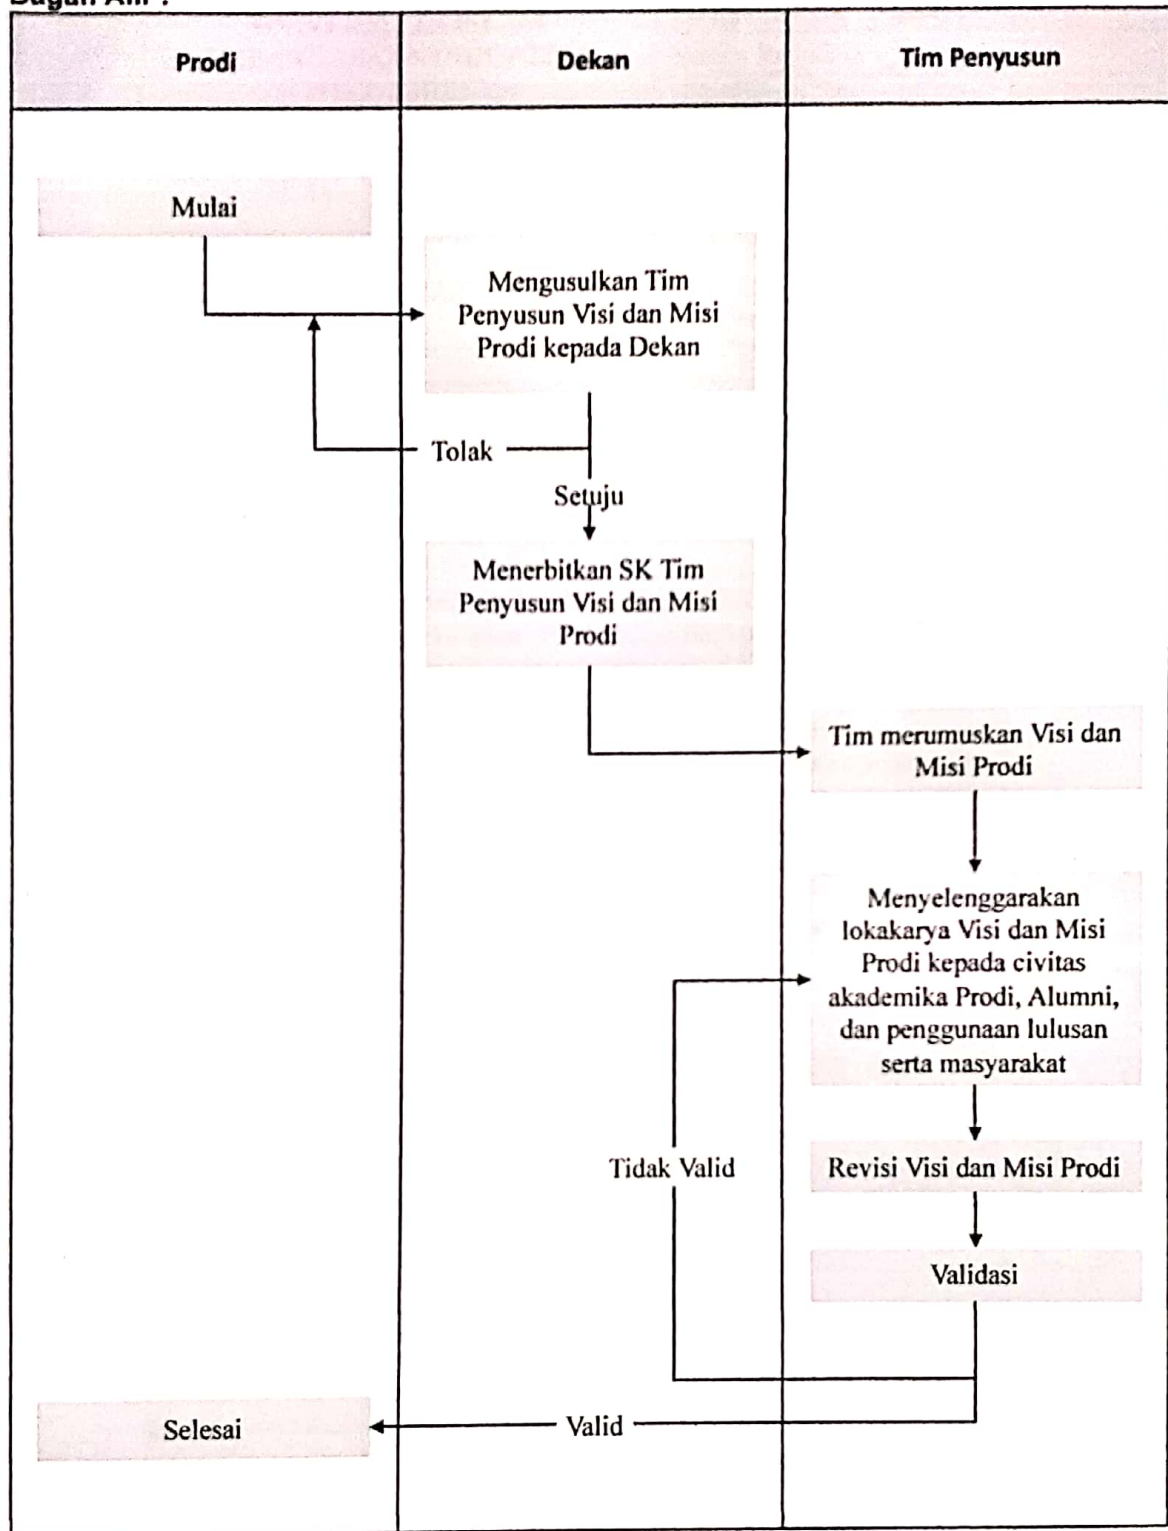 Bagan Alir :
Prodi
Dekan
Tim Penyusun
Mulai
Mengusulkan Tim
Penyusun Visi dan Misi
Prodi kepada Dekan
Tolak
Setuju
Menerbitkan SK Tim
Penyusun Visi dan Misi
Prodi
Tim merumuskan Visi dan
Misi Prodi
Menyelenggarakan
lokakarya Visi dan Misi
Prodi kepada civitas
akademika Prodi, Alumni,
dan penggunaan lulusan
serta masyarakat
Tidak Valid
Revisi Visi dan Misi Prodi
Validasi
Selesai
Valid